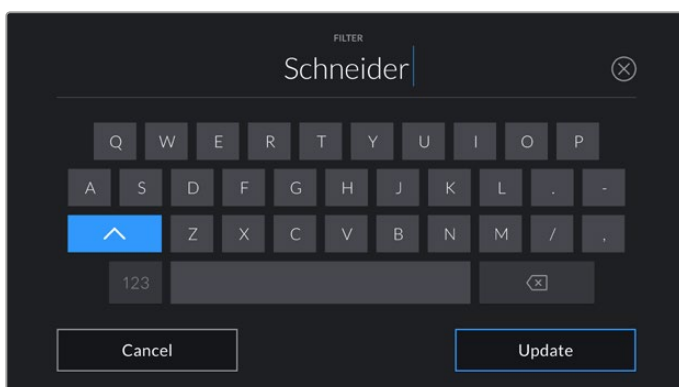 FILTER
Schneider
Q W E R T Y U I O P
A S D F G H J K L . -
Z X C V B N M / ,
123
Cancel Update